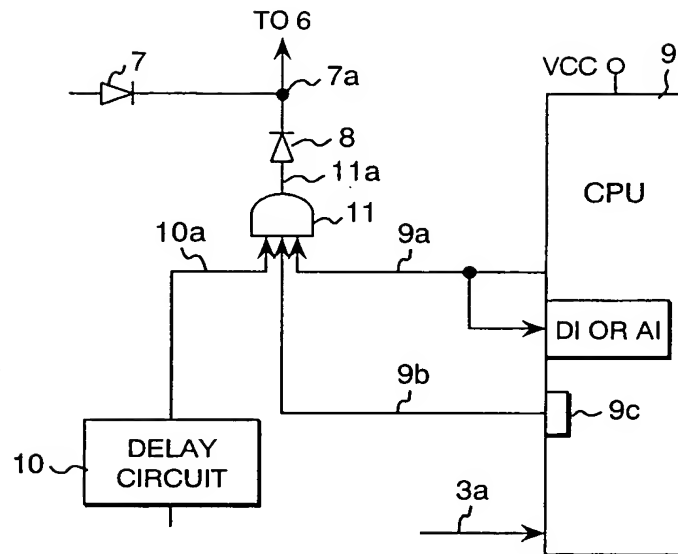 TO 6
7
7a
VCC
9
8
11a
CPU
11
10a
9a
DI OR AI
9b
9c
10
DELAY
CIRCUIT
3a